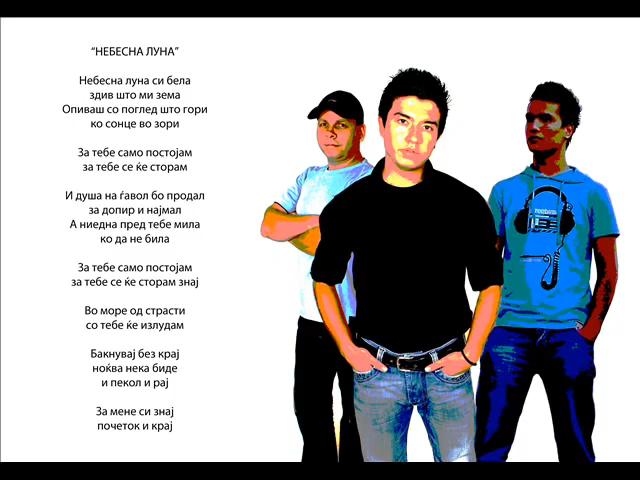 “НЕБЕСНА ЛУНА”
Небесна луна си бела
здив што ми зема
Опиваш со поглед што гори
ко сонце во зори
За тебе само постојам
за тебе се ќе сторам
И душа на ѓавол бо продал
за допир и најмал
А ниедна пред тебе мила
ко да не била
За тебе само постојам
за тебе се ќе сторам знај
Во море од страсти
со тебе ќе излудам
Бакнувај без крај
ноќва нека биде
и пекол и рај
За мене си знај
почеток и крај